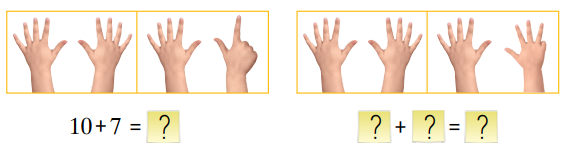 10+7 = ?
? + ? = ?